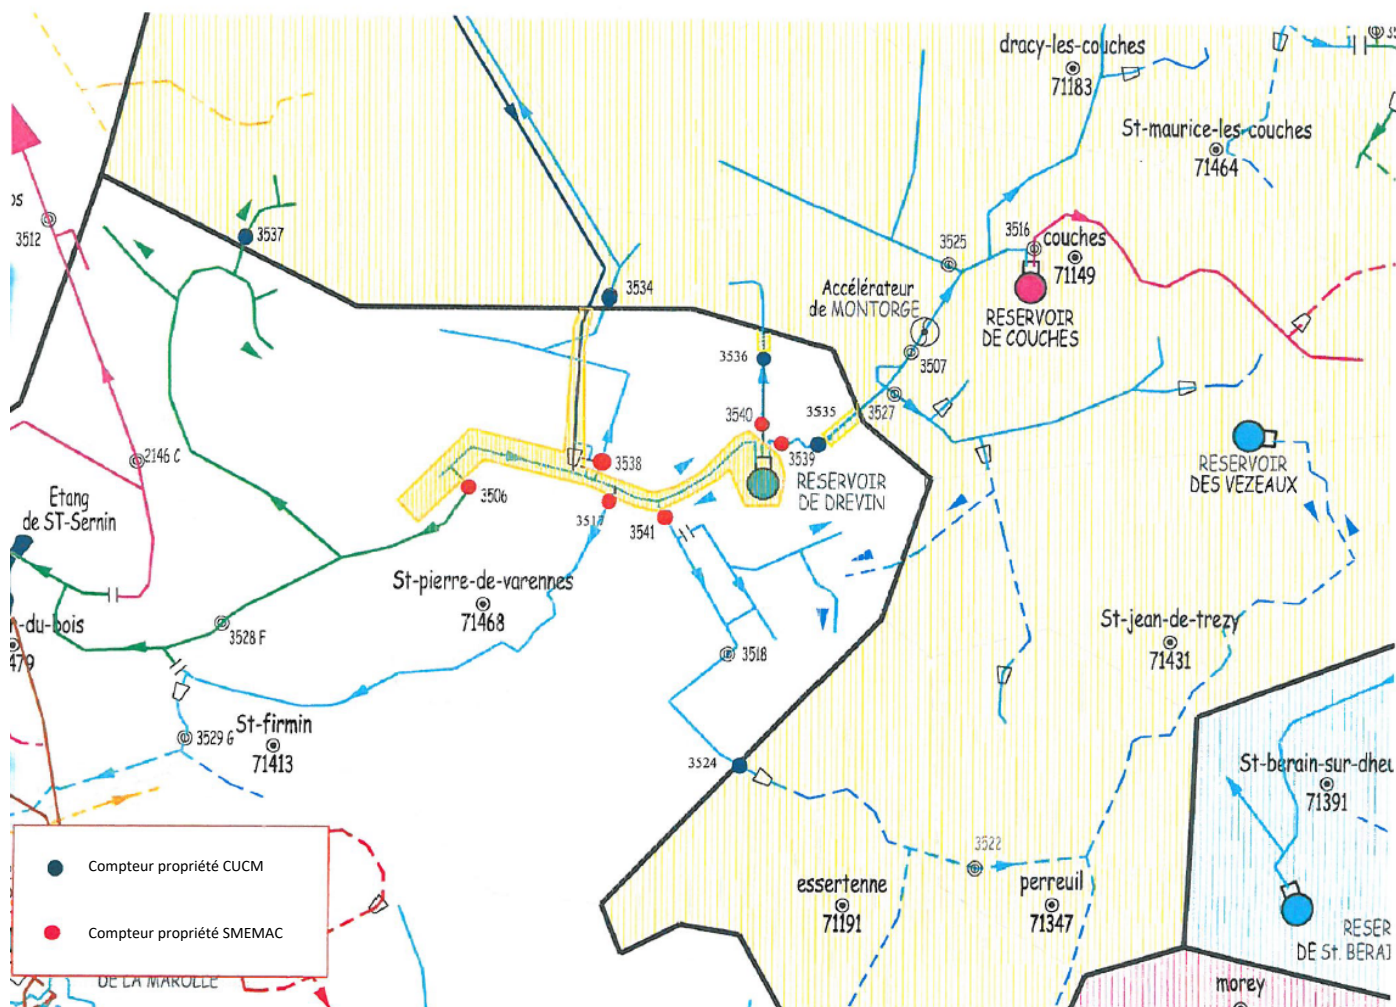 dracy-les-couches
71183
St-maurice-les-couches
71464
3512
3537
3525
3516
couches
71149
3534
Accélérateur
de MONTORGE
RESERVOIR
DE COUCHES
3536
3507
3540
3535
3527
2146 C
3538
3539
RESERVOIR
DE DREVIN
RESERVOIR
DES VEZEAUX
3506
3517
3541
Etang
de ST-Sernin
St-pierre-de-varennes
71468
-du-bois
479
3528 F
3518
St-jean-de-trezy
71431
St-firmin
71413
3529 G
3524
St-berain-sur-dheu
71391
3522
Compteur propriété CUCM
essertenne
71191
perreuil
71347
Compteur propriété SMEMAC
RESER
DE St. BERAI
DE LA MAROLLE
morey